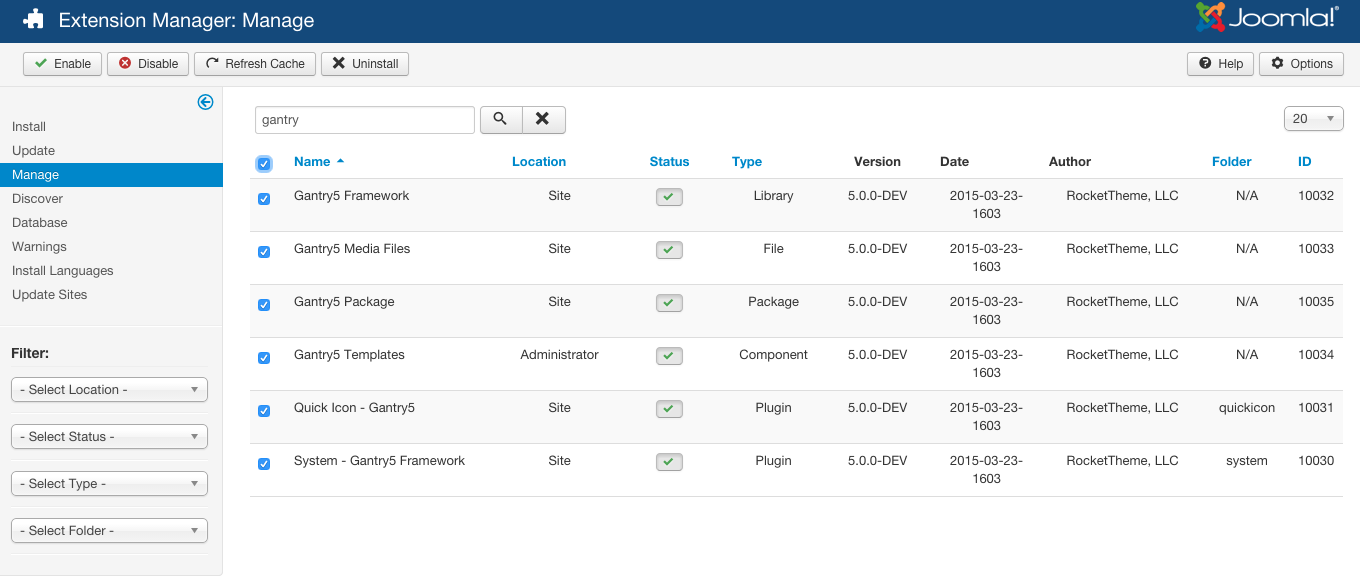 Extension Manager: Manage
Joomla!®
Enable Disable Refresh Cache Uninstall Help Options
Install
Update
Manage
Discover
Database
Warnings
Install Languages
Update Sites
Filter:
- Select Location -
- Select Status -
- Select Type -
- Select Folder -
gantry
20
Name Location Status Type Version Date Author Folder ID
Gantry5 Framework Site Library 5.0.0-DEV 2015-03-23- RocketTheme, LLC N/A 10032
1603
Gantry5 Media Files Site File 5.0.0-DEV 2015-03-23- RocketTheme, LLC N/A 10033
1603
Gantry5 Package Site Package 5.0.0-DEV 2015-03-23- RocketTheme, LLC N/A 10035
1603
Gantry5 Templates Administrator Component 5.0.0-DEV 2015-03-23- RocketTheme, LLC N/A 10034
1603
Quick Icon - Gantry5 Site Plugin 5.0.0-DEV 2015-03-23- RocketTheme, LLC quickicon 10031
1603
System - Gantry5 Framework Site Plugin 5.0.0-DEV 2015-03-23- RocketTheme, LLC system 10030
1603